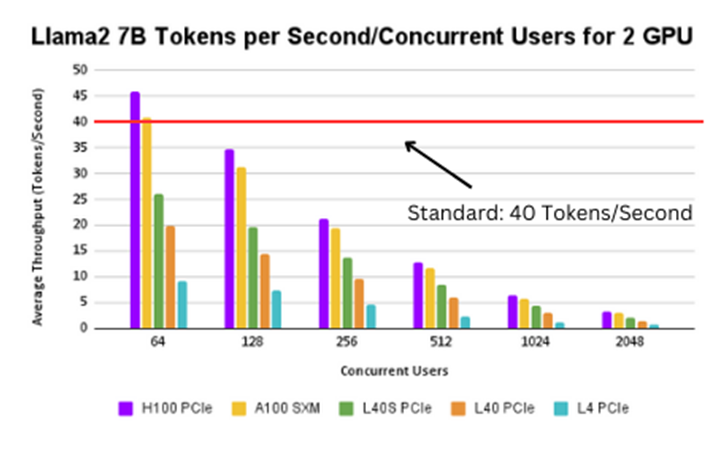 Llama2 7B Tokens per Second/Concurrent Users for 2 GPU
Average Throughput (Tokens/Second)
50
45
40
35
30
25
20
15
10
5
0
Standard: 40 Tokens/Second
64 128 256 512 1024 2048
Concurrent Users
H100 PCIe A100 SXM L40S PCIe L40 PCIe L4 PCIe